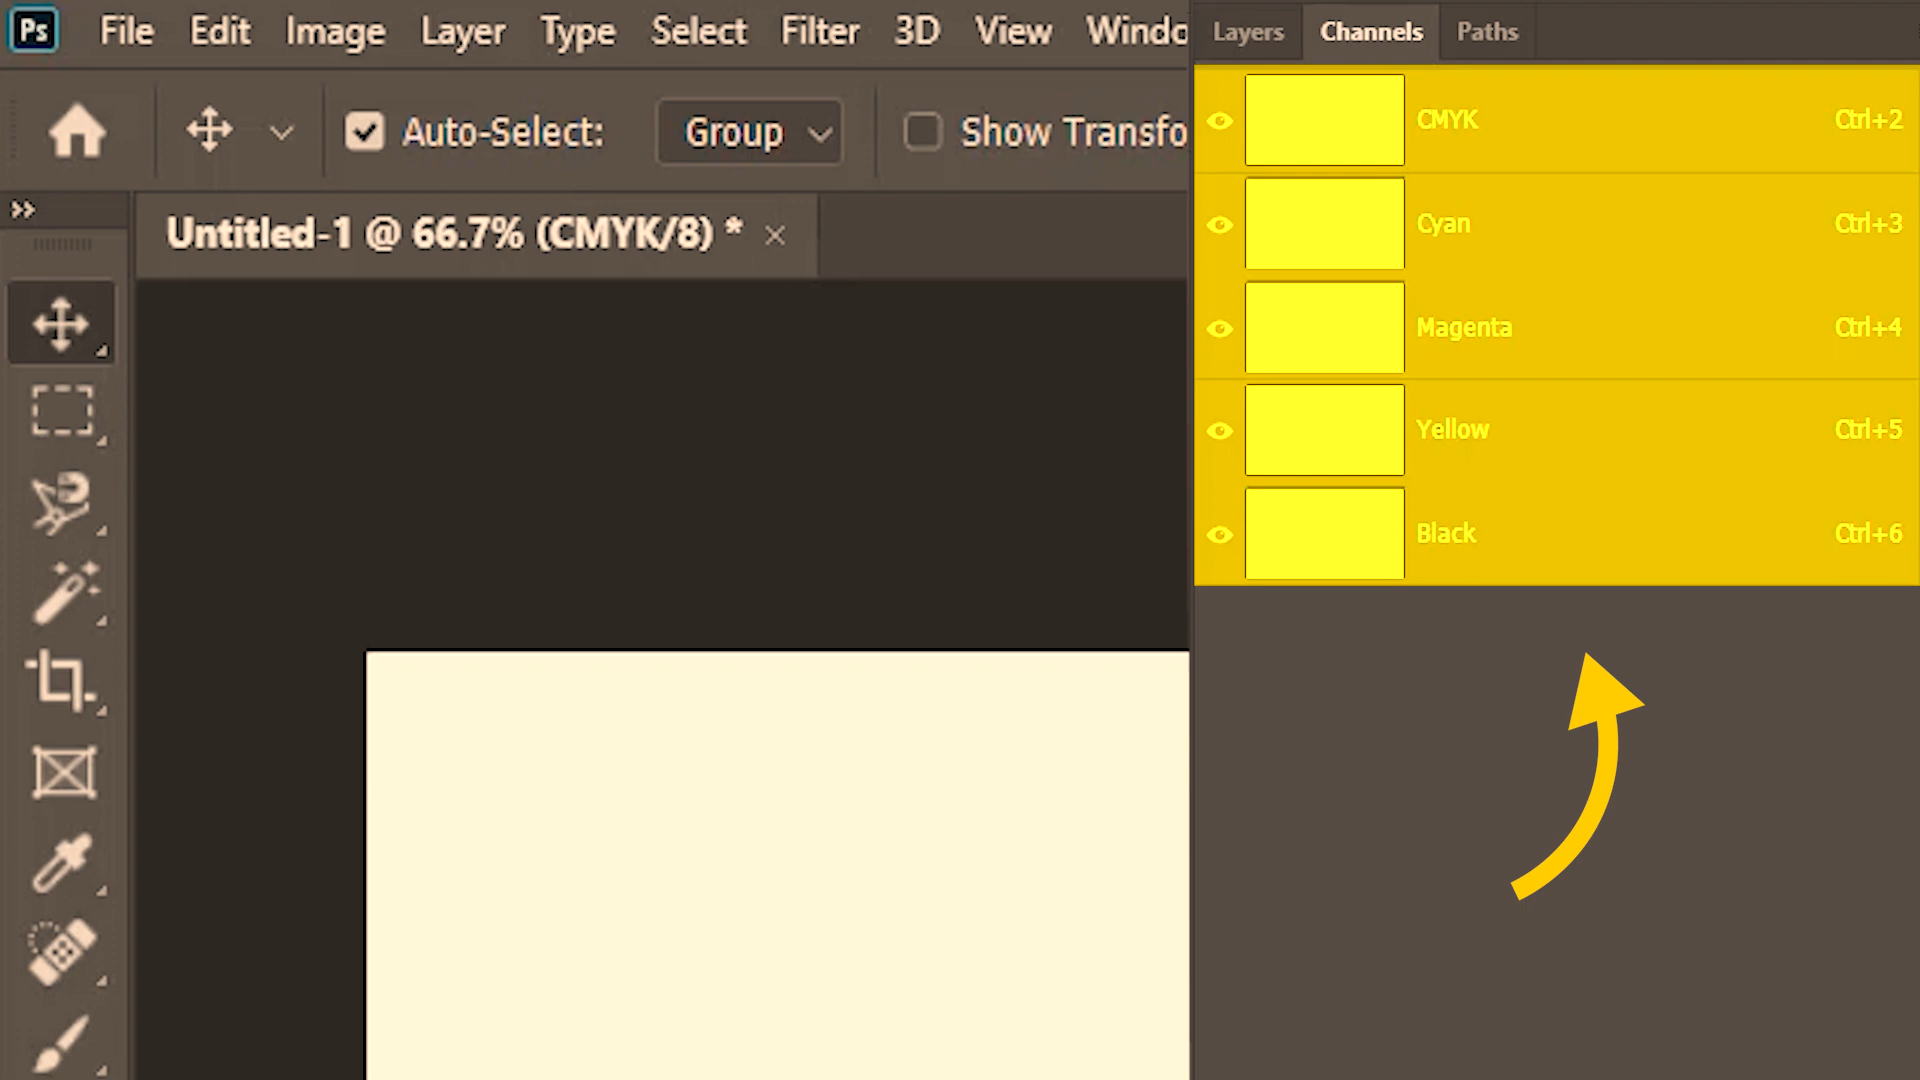 Ps File Edit Image Layer Type Select Filter 3D View Windo
Auto-Select: Group Show Transfo
Untitled-1 @ 66.7% (CMYK/8) * ×
Layers Channels Paths
CMYK Ctrl+2
Cyan Ctrl+3
Magenta Ctrl+4
Yellow Ctrl+5
Black Ctrl+6